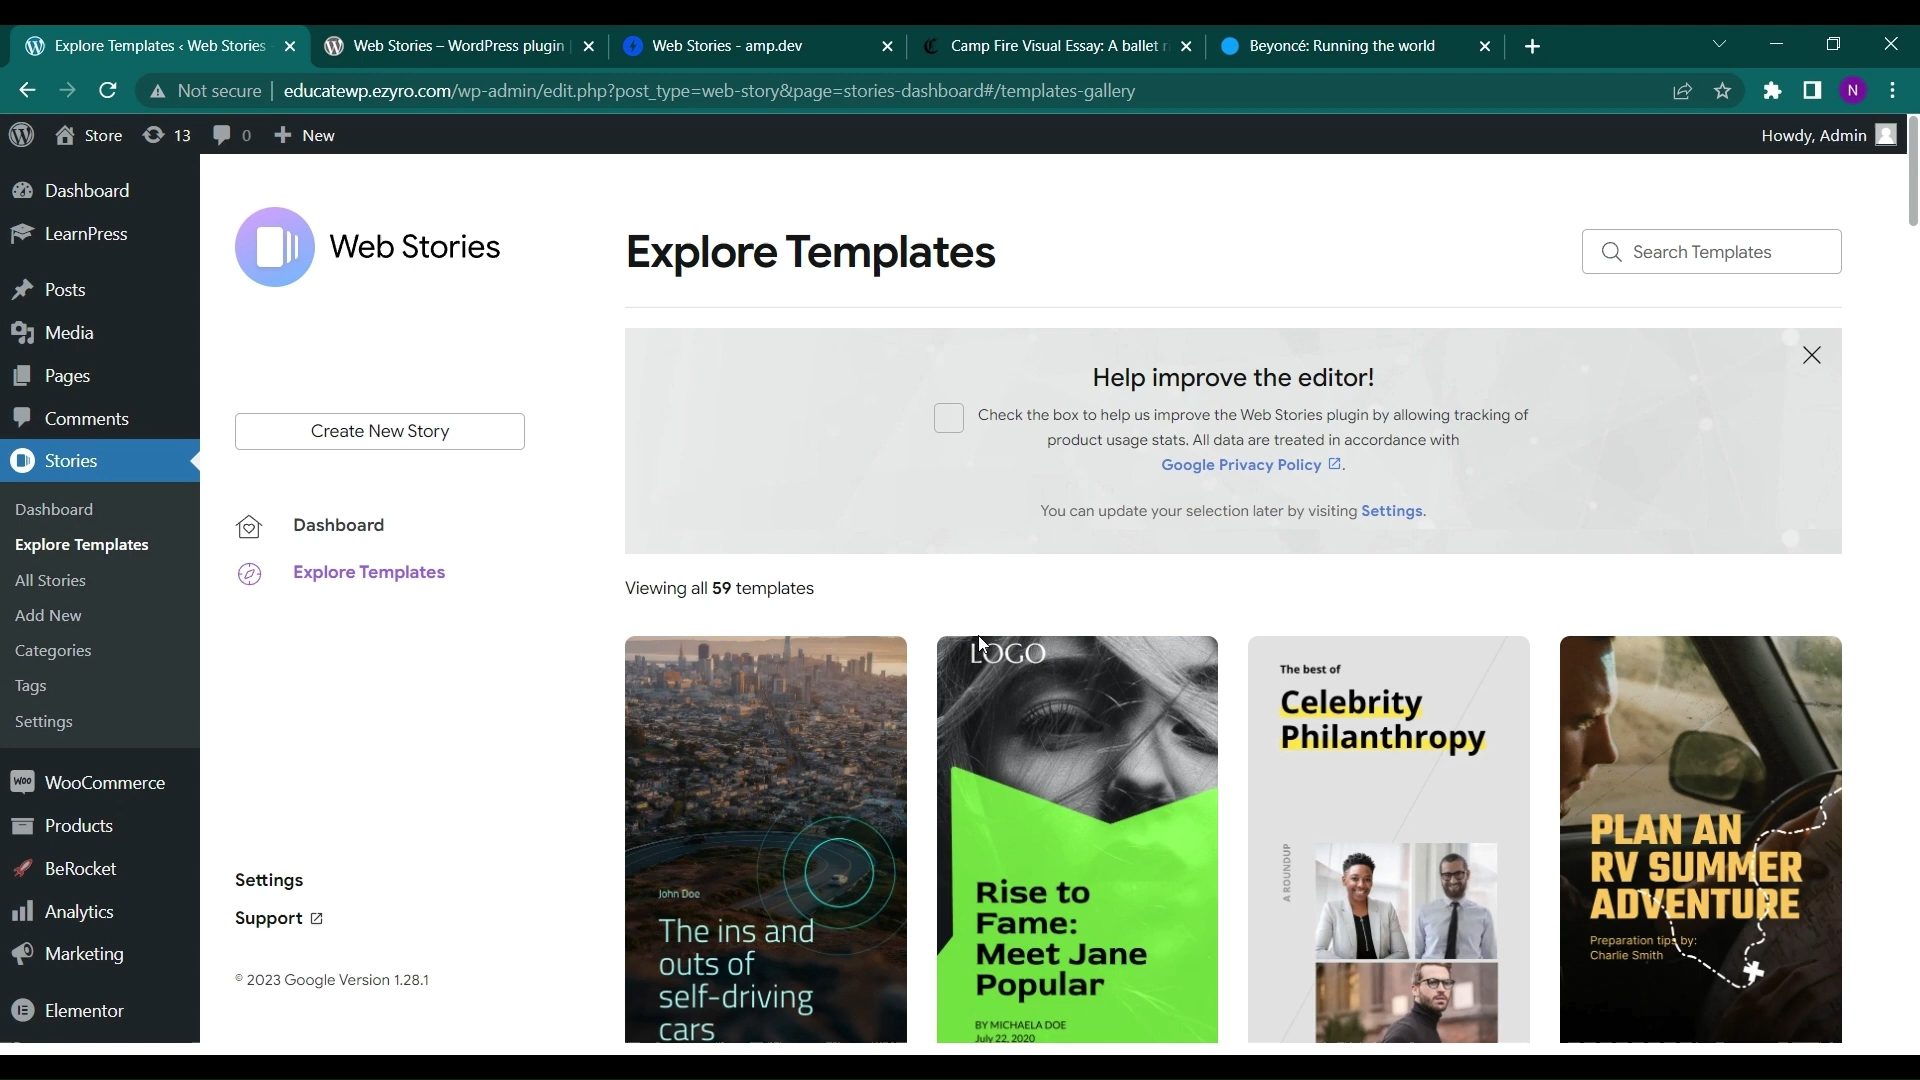 Explore Templates ‹ Web Stories
Web Stories – WordPress plugin
Web Stories - amp.dev
Camp Fire Visual Essay: A ballet
Beyoncé: Running the world
Not secure
educatewp.ezyro.com/wp-admin/edit.php?post_type=web-story&page=stories-dashboard#/templates-gallery
N
Store
13
0
New
Howdy, Admin
Dashboard
LearnPress
Posts
Media
Pages
Comments
Stories
Dashboard
Explore Templates
All Stories
Add New
Categories
Tags
Settings
Woo WooCommerce
Products
BeRocket
Analytics
Marketing
Elementor
Web Stories
Create New Story
Dashboard
Explore Templates
Settings
Support
© 2023 Google Version 1.28.1
Explore Templates
Search Templates
Help improve the editor!
Check the box to help us improve the Web Stories plugin by allowing tracking of
product usage stats. All data are treated in accordance with
Google Privacy Policy.
You can update your selection later by visiting Settings.
Viewing all 59 templates
John Doe
The ins and
outs of
self-driving
cars
LOGO
Rise to
Fame:
Meet Jane
Popular
BY MICHAELA DOE
July 22, 2020
The best of
Celebrity
Philanthropy
A ROUNDUP
PLAN AN
RV SUMMER
ADVENTURE
Preparation tips by:
Charlie Smith